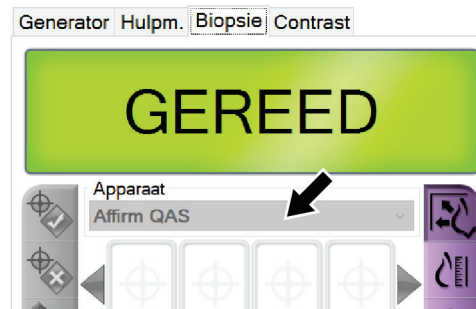 Generator Hulpm. Biopsie Contrast
GEREED
Apparaat
Affirm QAS